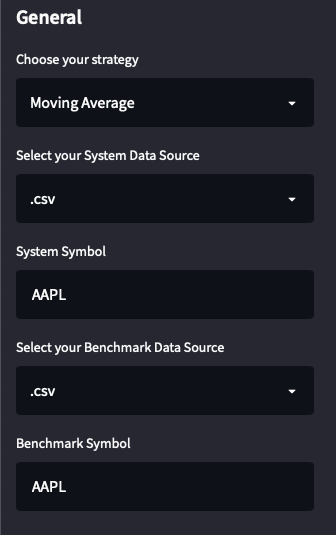 General
Choose your strategy
Moving Average
Select your System Data Source
.csv
System Symbol
AAPL
Select your Benchmark Data Source
.csv
Benchmark Symbol
AAPL